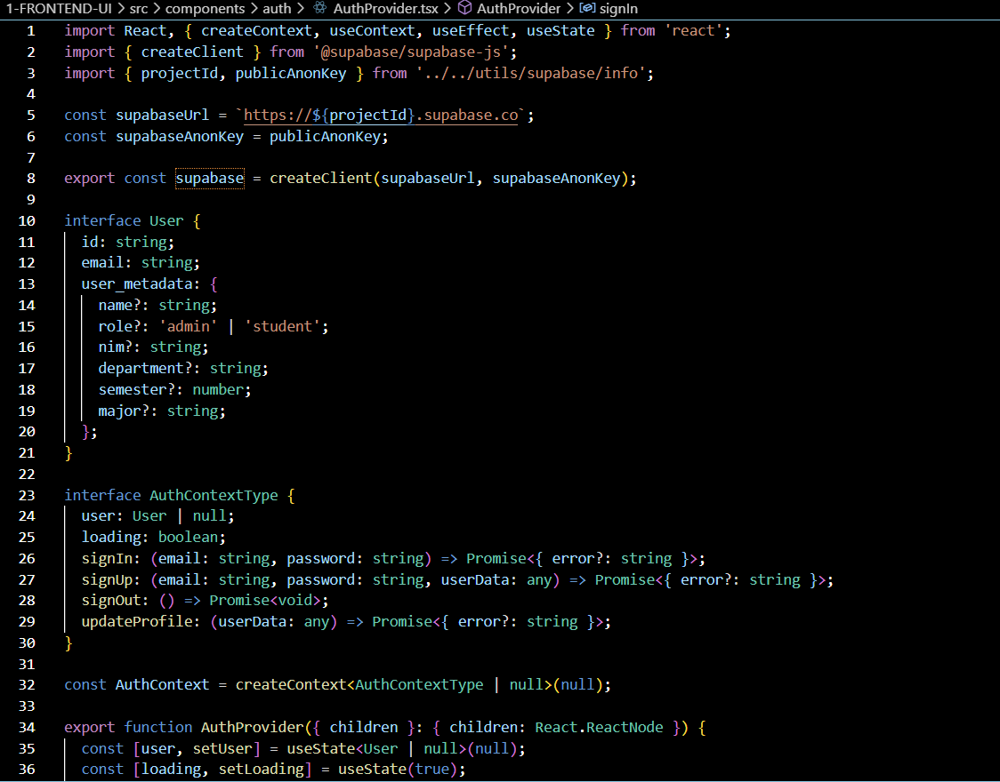 1-FRONTEND-UI > src > components > auth > AuthProvider.tsx > AuthProvider > signIn
1 import React, { createContext, useContext, useEffect, useState } from 'react';
2 import { createClient } from '@supabase/supabase-js';
3 import { projectId, publicAnonKey } from '../../utils/supabase/info';
4
5 const supabaseUrl = `https://${projectId}.supabase.co`;
6 const supabaseAnonKey = publicAnonKey;
7
8 export const supabase = createClient(supabaseUrl, supabaseAnonKey);
9
10 interface User {
11   id: string;
12   email: string;
13   user_metadata: {
14     name?: string;
15     role?: 'admin' | 'student';
16     nim?: string;
17     department?: string;
18     semester?: number;
19     major?: string;
20   };
21 }
22
23 interface AuthContextType {
24   user: User | null;
25   loading: boolean;
26   signIn: (email: string, password: string) => Promise<{ error?: string }>;
27   signUp: (email: string, password: string, userData: any) => Promise<{ error?: string }>;
28   signOut: () => Promise<void>;
29   updateProfile: (userData: any) => Promise<{ error?: string }>;
30 }
31
32 const AuthContext = createContext<AuthContextType | null>(null);
33
34 export function AuthProvider({ children }: { children: React.ReactNode }) {
35   const [user, setUser] = useState<User | null>(null);
36   const [loading, setLoading] = useState(true);